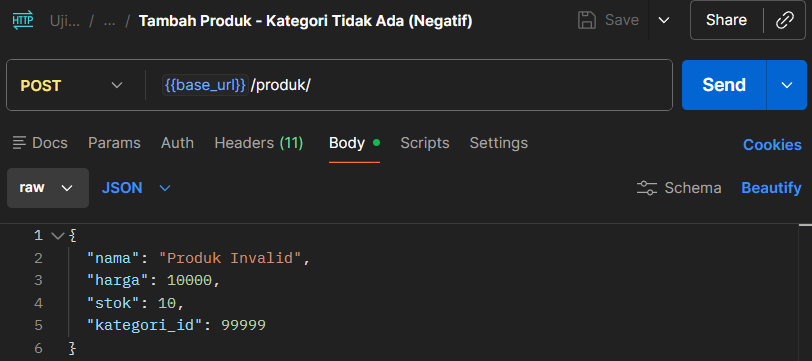 HTTP Uji... / ... / Tambah Produk - Kategori Tidak Ada (Negatif) Save Share
POST {{base_url}} /produk/ Send
Docs Params Auth Headers (11) Body Scripts Settings Cookies
raw JSON Schema Beautify
1 {
2 "nama": "Produk Invalid",
3 "harga": 10000,
4 "stok": 10,
5 "kategori_id": 99999
6 }